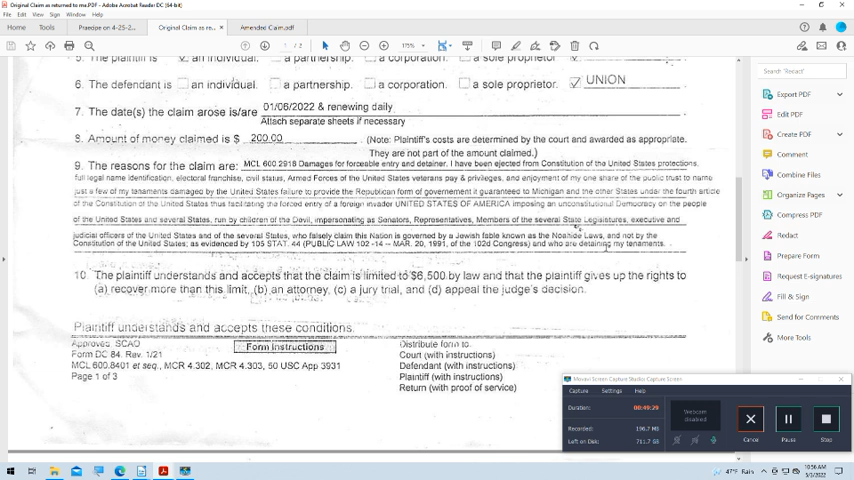 Original Claim as returned to me.PDF - Adobe Acrobat Reader DC (64-bit)
File Edit View Sign Window Help
Home Tools Praedpe on 4-25-2... Original Claim as re... × Amended Claim.pdf
1 / 2 175%
5. The plaintiff is an individual. a partnership. a corporation. a sole proprietor.
6. The defendant is an individual. a partnership. a corporation. a sole proprietor. UNION
7. The date(s) the claim arose is/are 01/06/2022 & renewing daily
Attach separate sheets if necessary
8. Amount of money claimed is $ 200.00 (Note: Plaintiff's costs are determined by the court and awarded as appropriate.
They are not part of the amount claimed.)
9. The reasons for the claim are: MCL 600.2918 Damages for forceable entry and detainer. I have been ejected from Constitution of the United States protections,
full legal name identification, electoral franchise, civil status, Armed Forces of the United States veterans pay & privileges, and enjoyment of my one share of the public trust to name
just a few of my tenaments damaged by the United States failure to provide the Republican form of governement it guaranteed to Michigan and the other States under the fourth article
of the Constitution of the United States thus facilitating the forced entry of a foreign invader UNITED STATES OF AMERICA imposing an unconstitutional Democracy on the people
of the United States and several States, run by children of the Devil, impersonating as Senators, Representatives, Members of the several State Legislatures, executive and
judicial officers of the United States and of the several States, who falsely claim this Nation is governed by a Jewish fable known as the Noahide Laws, and not by the
Constitution of the United States; as evidenced by 105 STAT. 44 (PUBLIC LAW 102 -14 -- MAR. 20, 1991, of the 102d Congress) and who are detaining my tenaments.
10. The plaintiff understands and accepts that the claim is limited to $6,500 by law and that the plaintiff gives up the rights to
(a) recover more than this limit, (b) an attorney, (c) a jury trial, and (d) appeal the judge's decision.
Plaintiff understands and accepts these conditions.
Approved, SCAO
Form DC 84, Rev. 1/21
MCL 600.8401 et seq., MCR 4.302, MCR 4.303, 50 USC App 3931
Page 1 of 3
Form Instructions
Distribute form to:
Court (with instructions)
Defendant (with instructions)
Plaintiff (with instructions)
Return (with proof of service)
Search 'Recard'
Export PDF
Edit PDF
Create PDF
Comment
Combine Files
Organize Pages
Compress PDF
Redact
Prepare Form
Request E-signatures
Fill & Sign
Send for Comments
More Tools
Movavi Screen Capture Studio Capture Screen
Capture Settings Help
Duration: 00:49:29
Recorded: 196.7 MB
Left on Disk: 711.7 GB
Webcam disabled
Cancel Pause Stop
47°F Rain
10:56 AM
5/3/2022